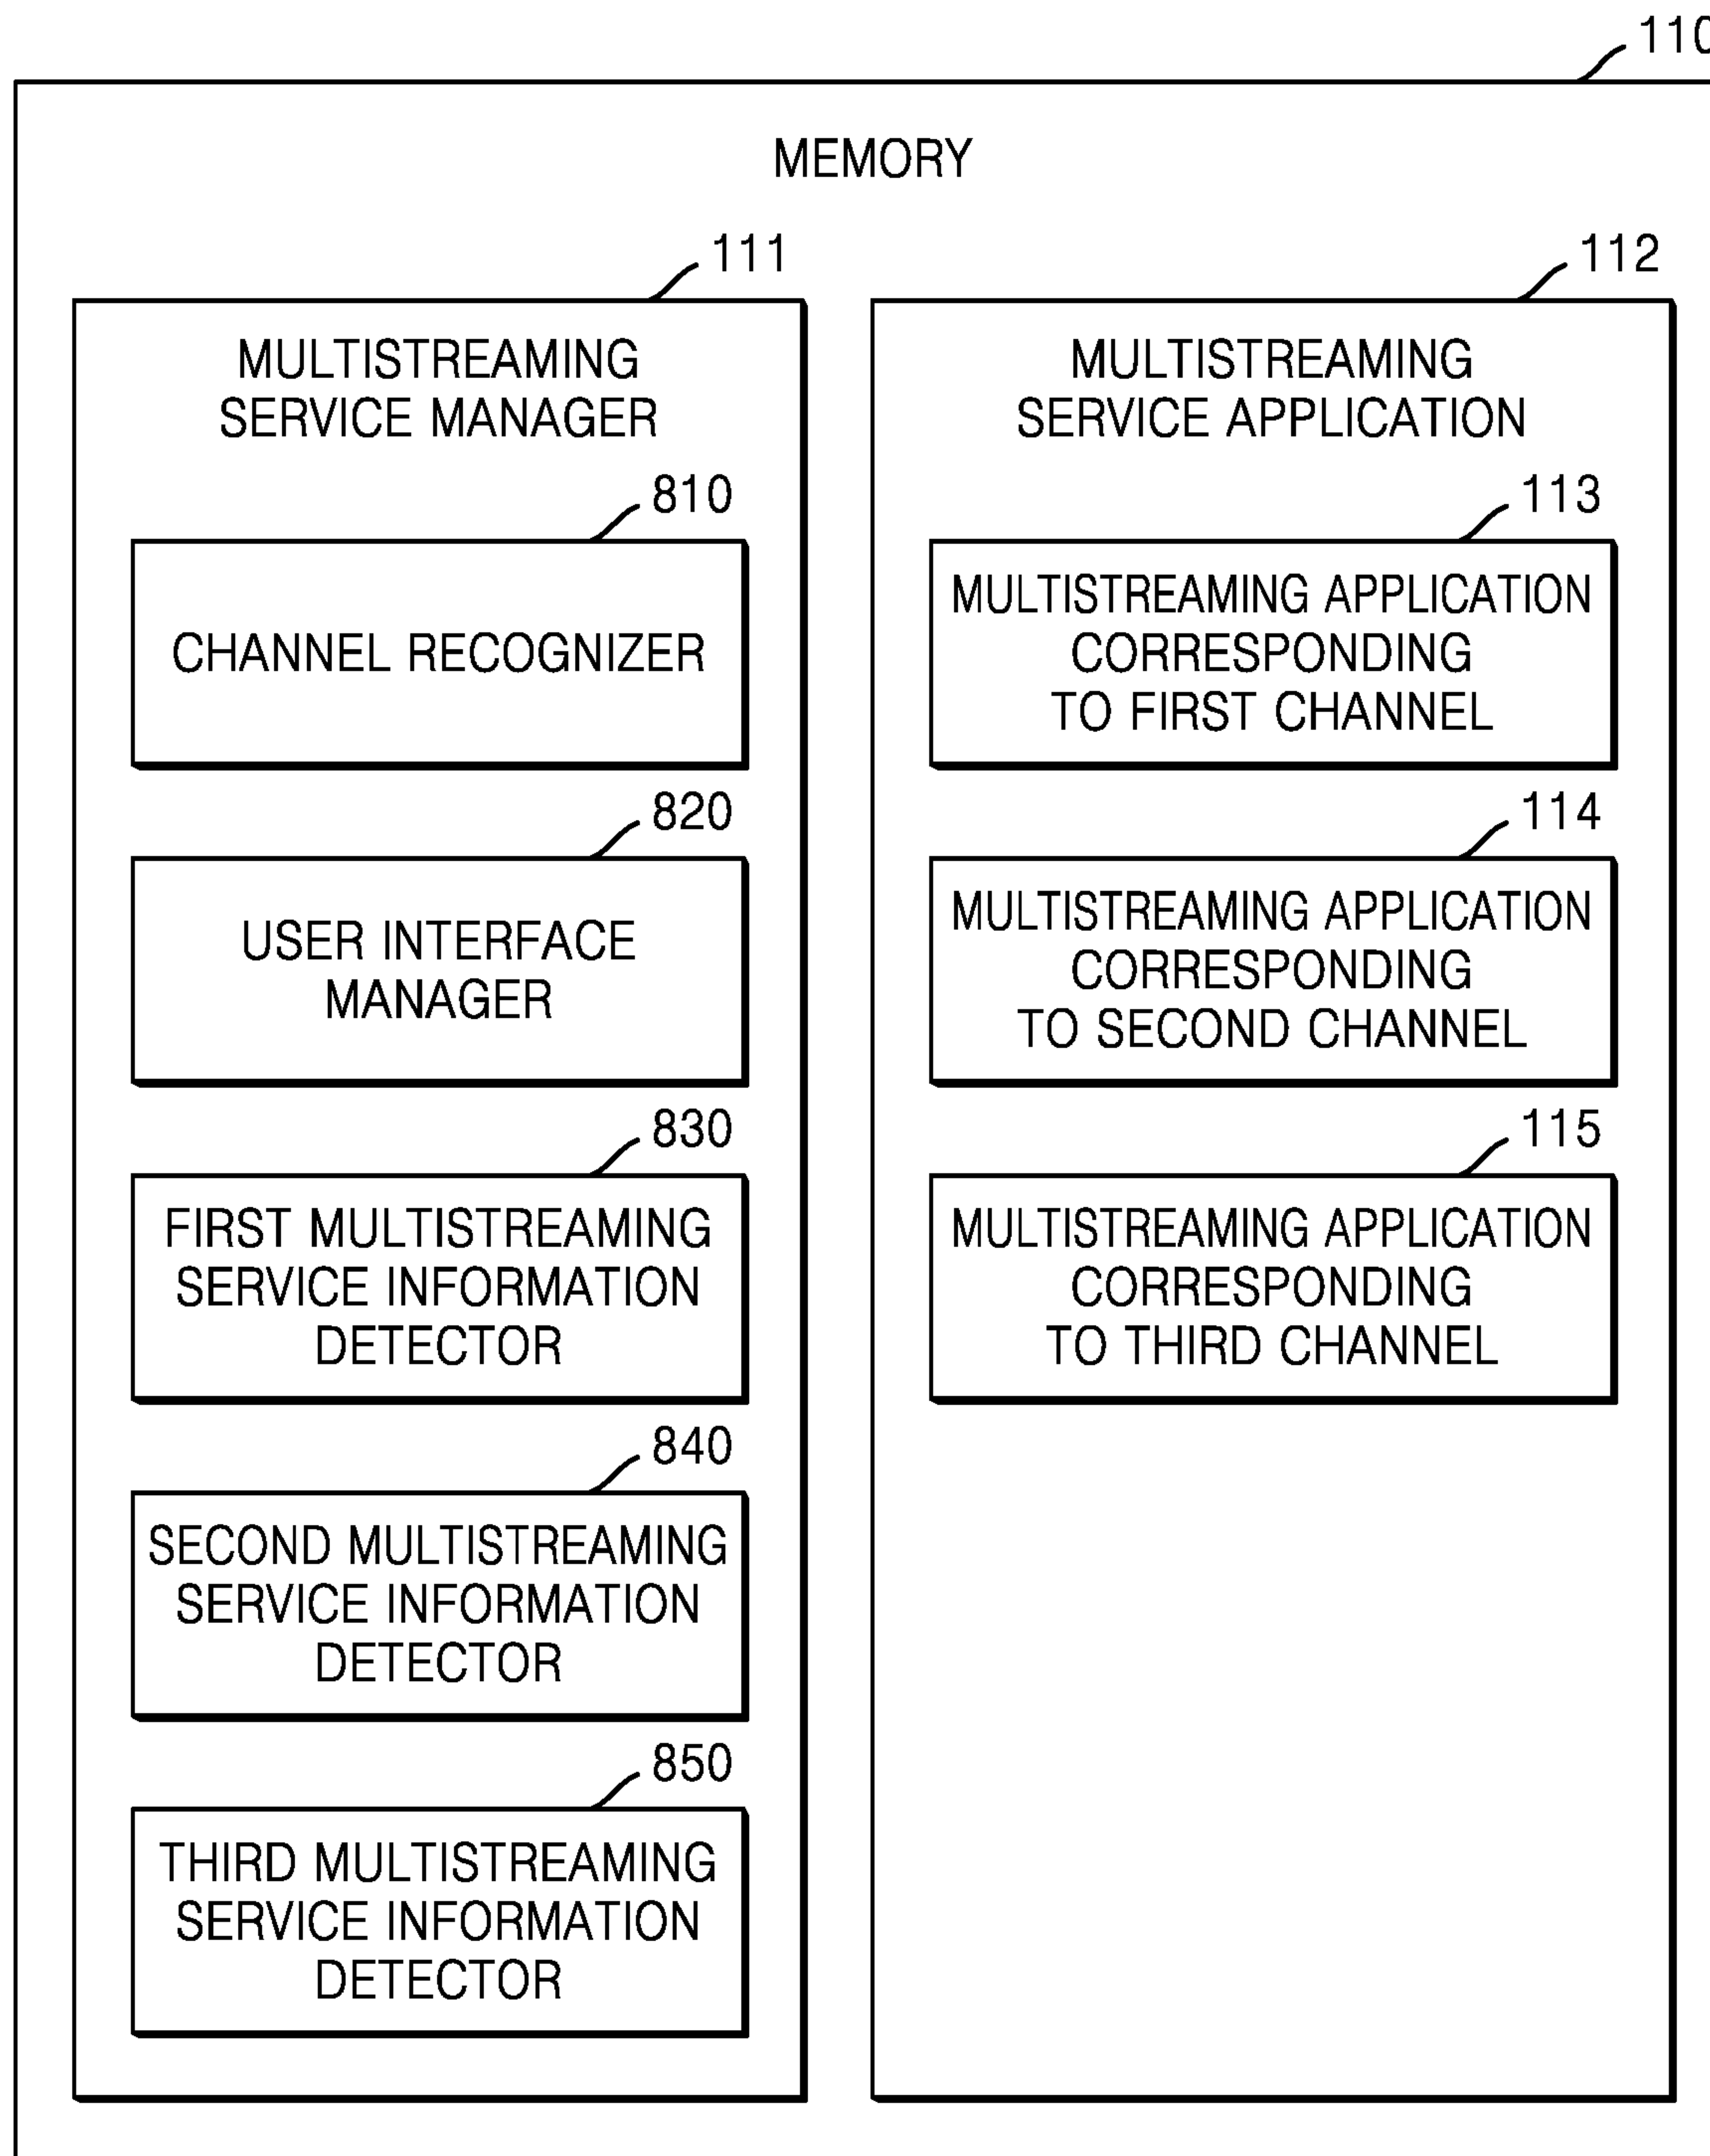 110
MEMORY
111
MULTISTREAMING
SERVICE MANAGER
810
CHANNEL RECOGNIZER
820
USER INTERFACE
MANAGER
830
FIRST MULTISTREAMING
SERVICE INFORMATION
DETECTOR
840
SECOND MULTISTREAMING
SERVICE INFORMATION
DETECTOR
850
THIRD MULTISTREAMING
SERVICE INFORMATION
DETECTOR
112
MULTISTREAMING
SERVICE APPLICATION
113
MULTISTREAMING APPLICATION
CORRESPONDING
TO FIRST CHANNEL
114
MULTISTREAMING APPLICATION
CORRESPONDING
TO SECOND CHANNEL
115
MULTISTREAMING APPLICATION
CORRESPONDING
TO THIRD CHANNEL